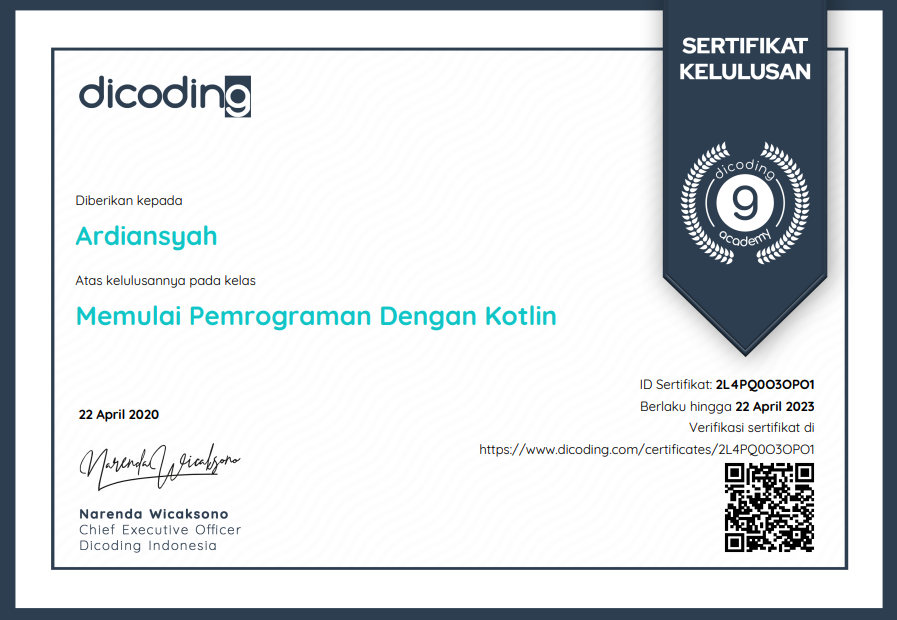 SERTIFIKAT
KELULUSAN
dicoding
dicoding
9
academy
Diberikan kepada
Ardiansyah
Atas kelulusannya pada kelas
Memulai Pemrograman Dengan Kotlin
ID Sertifikat: 2L4PQ0O3OPO1
Berlaku hingga 22 April 2023
Verifikasi sertifikat di
https://www.dicoding.com/certificates/2L4PQ0O3OPO1
22 April 2020
Narenda Wicaksono
Narenda Wicaksono
Chief Executive Officer
Dicoding Indonesia